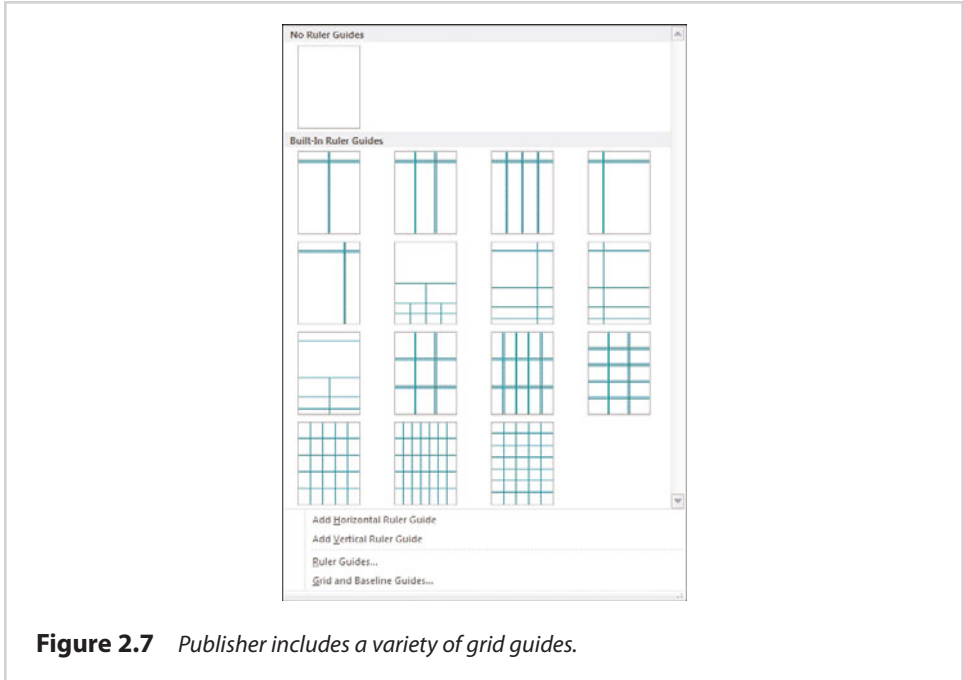 No Ruler Guides
Built-In Ruler Guides
Add Horizontal Ruler Guide
Add Vertical Ruler Guide
Ruler Guides...
Grid and Baseline Guides...
Figure 2.7 Publisher includes a variety of grid guides.